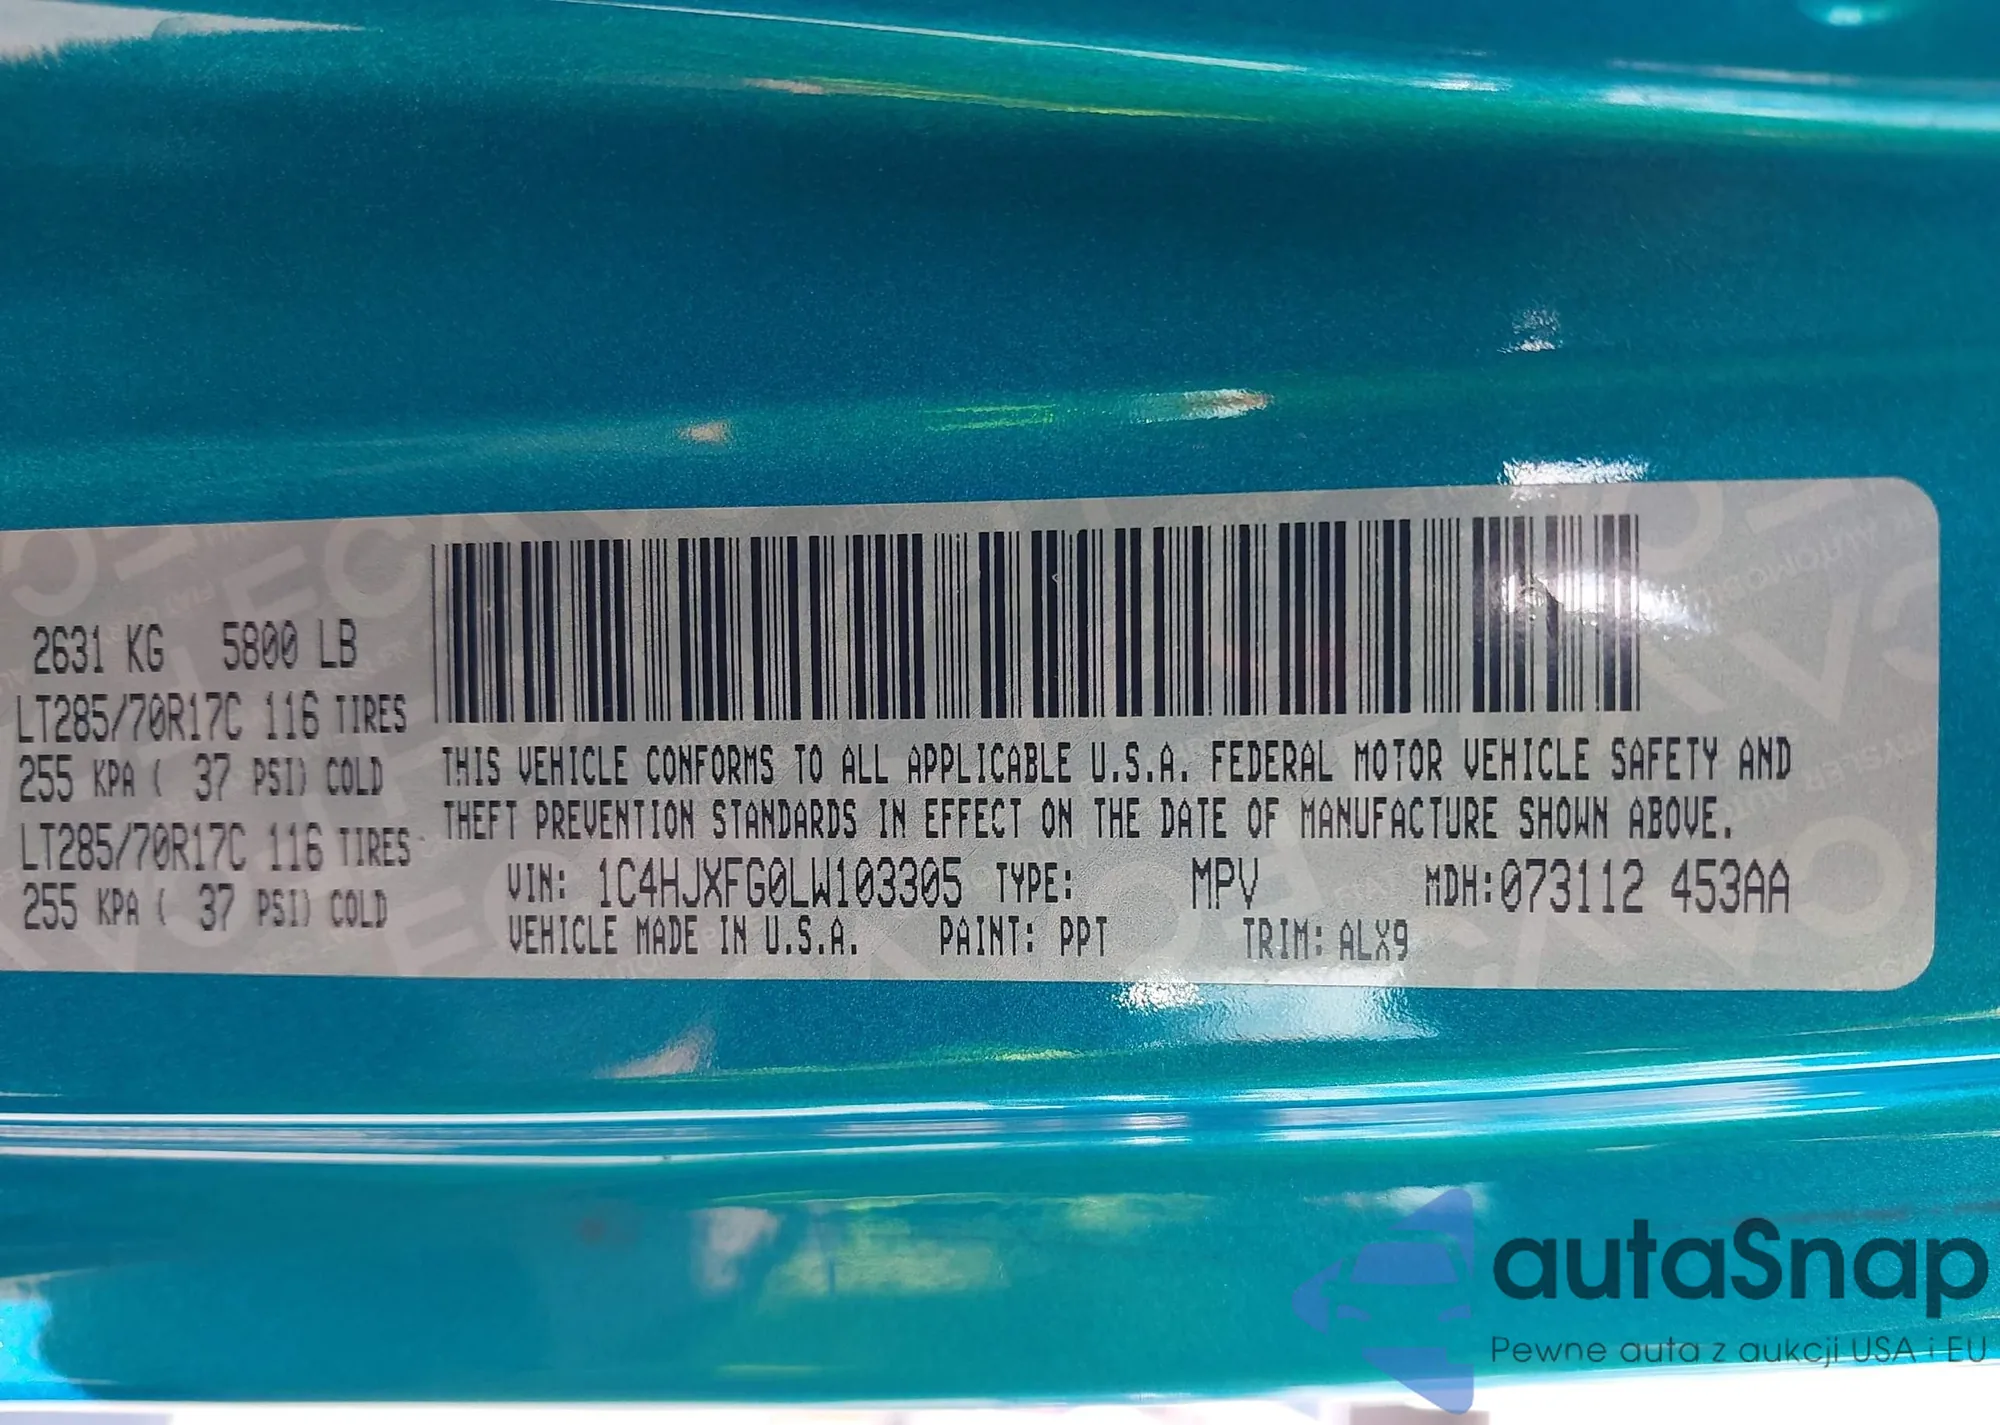 2631 KG 5800 LB
LT285/70R17C 116 TIRES
255 KPA ( 37 PSI) COLD
LT285/70R17C 116 TIRES
255 KPA ( 37 PSI) COLD
THIS VEHICLE CONFORMS TO ALL APPLICABLE U.S.A. FEDERAL MOTOR VEHICLE SAFETY AND
THEFT PREVENTION STANDARDS IN EFFECT ON THE DATE OF MANUFACTURE SHOWN ABOVE.
VIN: 1C4HJXFG0LW103305 TYPE: MPV MDH:073112 453AA
VEHICLE MADE IN U.S.A. PAINT: PPT TRIM: ALX9
autaSnap
Pewne auta z aukcji USA i EU